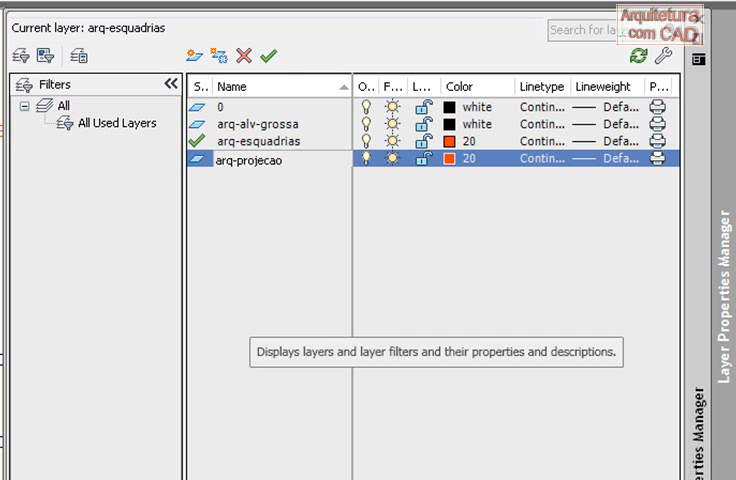 Current layer: arq-esquadrias
Search for la
Arquitetura
com CAD
Filters
All
All Used Layers
S.. Name O.. F... L... Color Linetype Lineweight P...
0 white Contin... Defa...
arq-alv-grossa white Contin... Defa...
arq-esquadrias 20 Contin... Defa...
arq-projecao 20 Contin... Defa...
Displays layers and layer filters and their properties and descriptions.
Layer Properties Manager
erties Manager